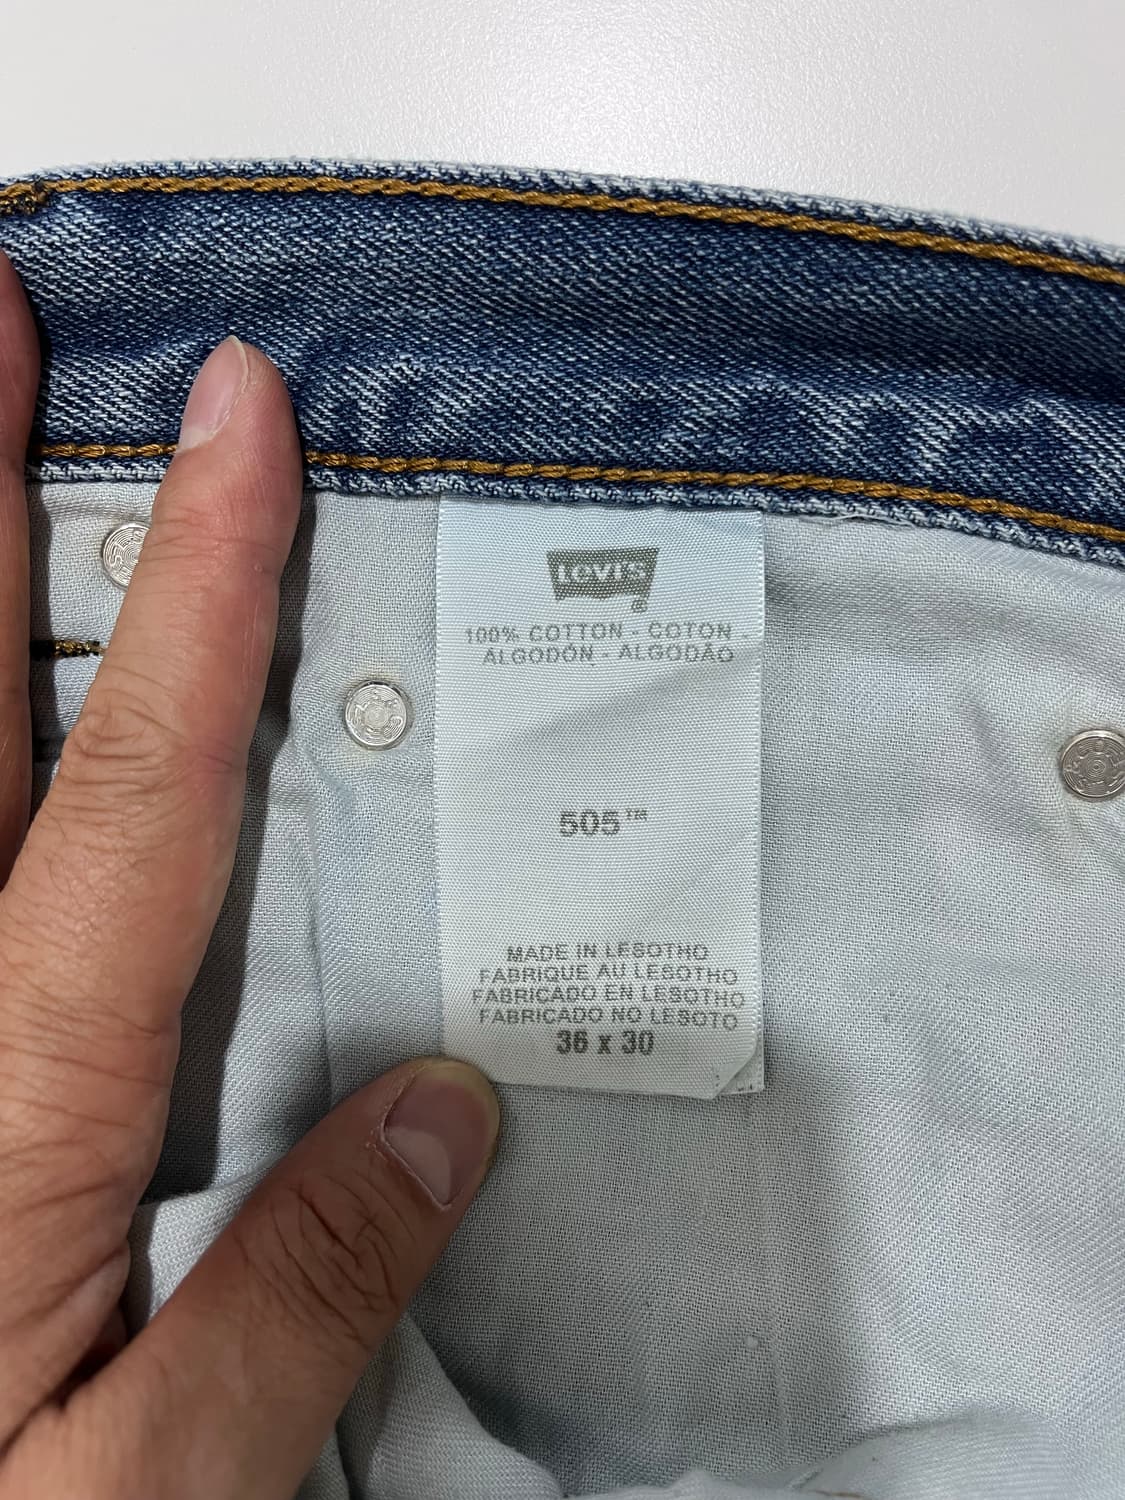 Levi's
®
100% COTTON - COTON -
ALGODÓN - ALGODÃO
505™
MADE IN LESOTHO
FABRIQUE AU LESOTHO
FABRICADO EN LESOTHO
FABRICADO NO LESOTO
36 x 30